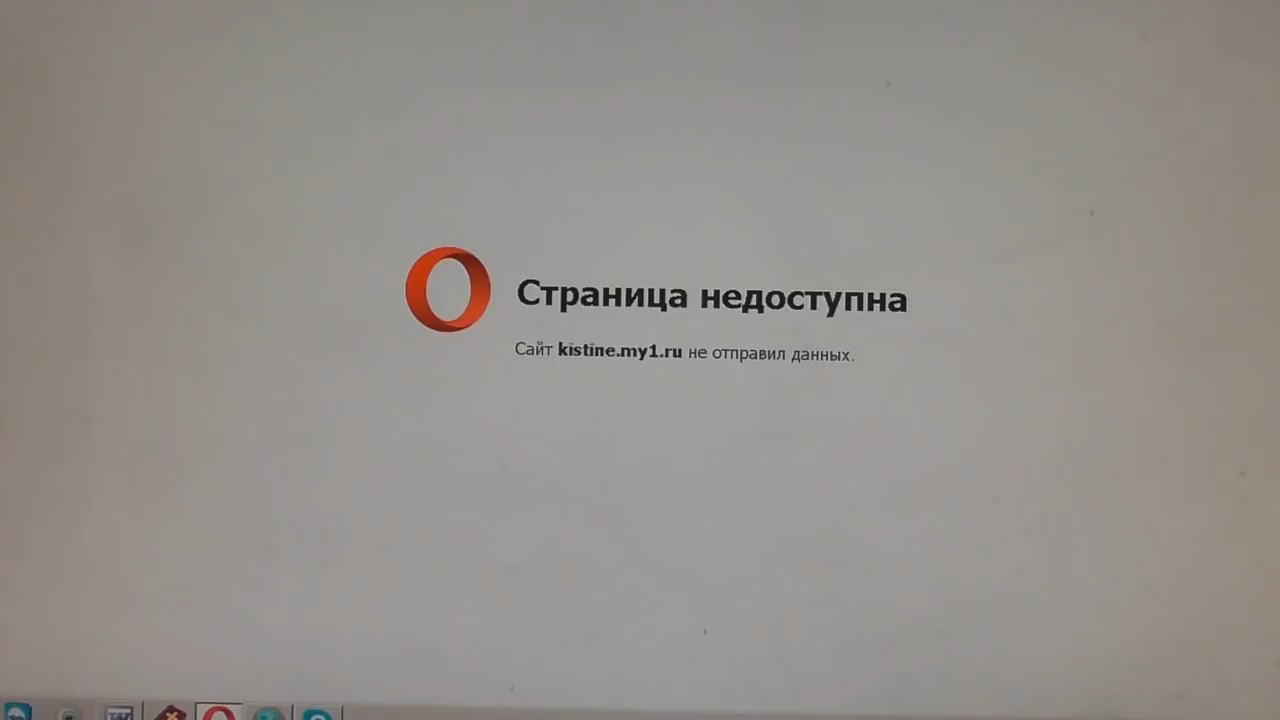 Страница недоступна
Сайт kistine.my1.ru не отправил данных.